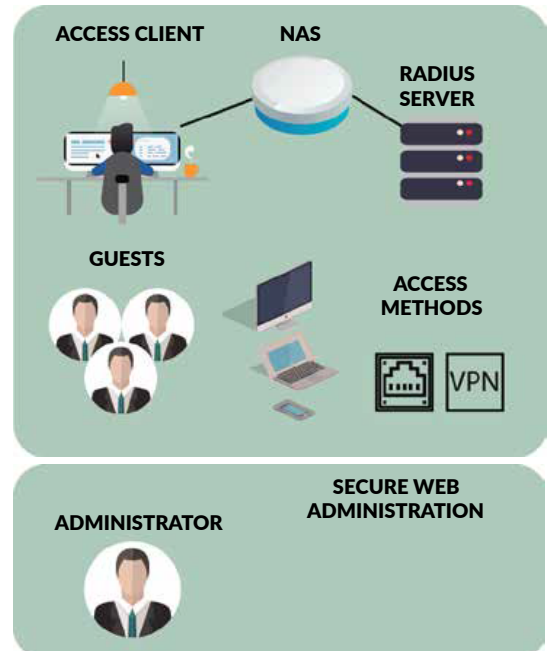 ACCESS CLIENT
NAS
RADIUS
SERVER
GUESTS
ACCESS
METHODS
VPN
SECURE WEB
ADMINISTRATION
ADMINISTRATOR